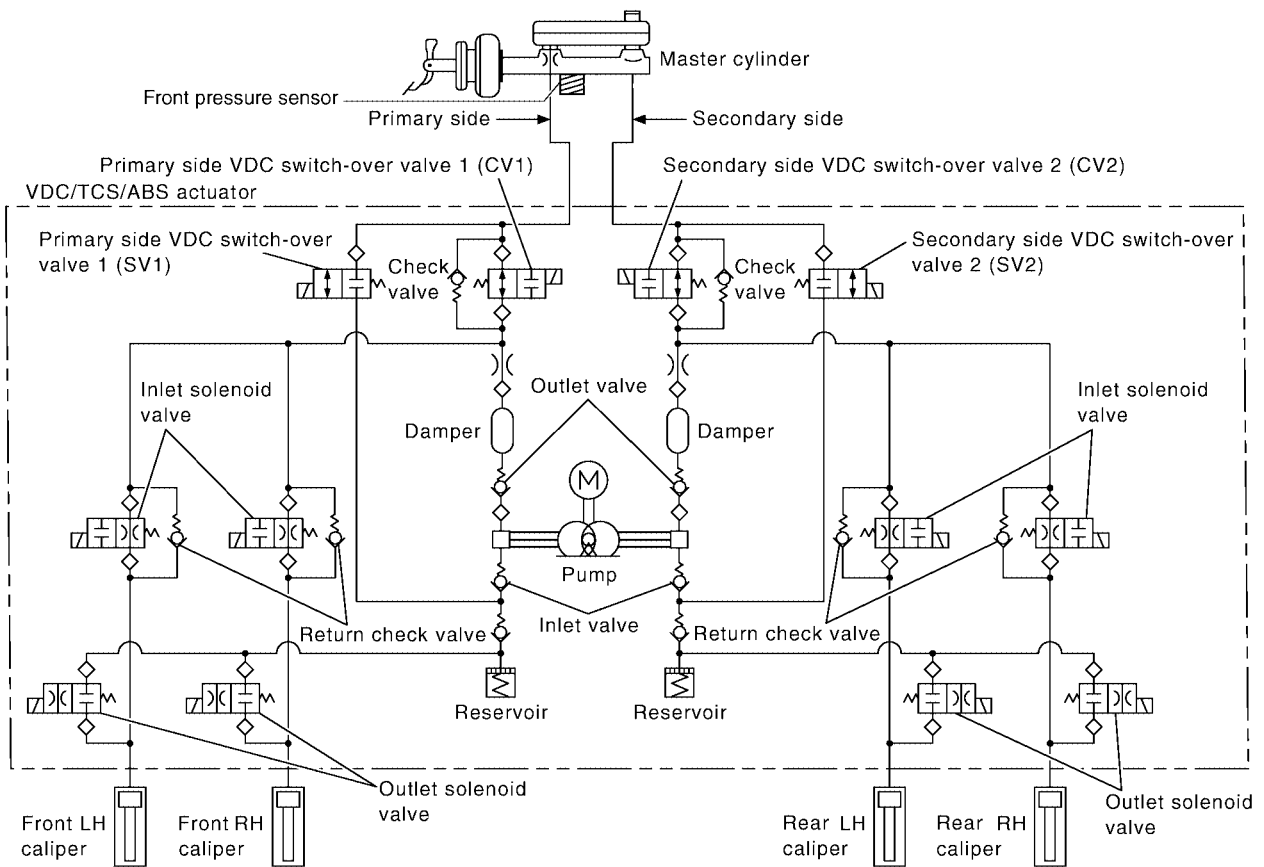 Master cylinder
Front pressure sensor
Primary side
Secondary side
Primary side VDC switch-over valve 1 (CV1)
Secondary side VDC switch-over valve 2 (CV2)
VDC/TCS/ABS actuator
Primary side VDC switch-over
valve 1 (SV1)
Check
valve
Check
valve
Secondary side VDC switch-over
valve 2 (SV2)
Inlet solenoid
valve
Outlet valve
Inlet solenoid
valve
Damper
Damper
M
Pump
Return check valve
Inlet valve
Return check valve
Reservoir
Reservoir
Outlet solenoid
valve
Outlet solenoid
valve
Front LH
caliper
Front RH
caliper
Rear LH
caliper
Rear RH
caliper